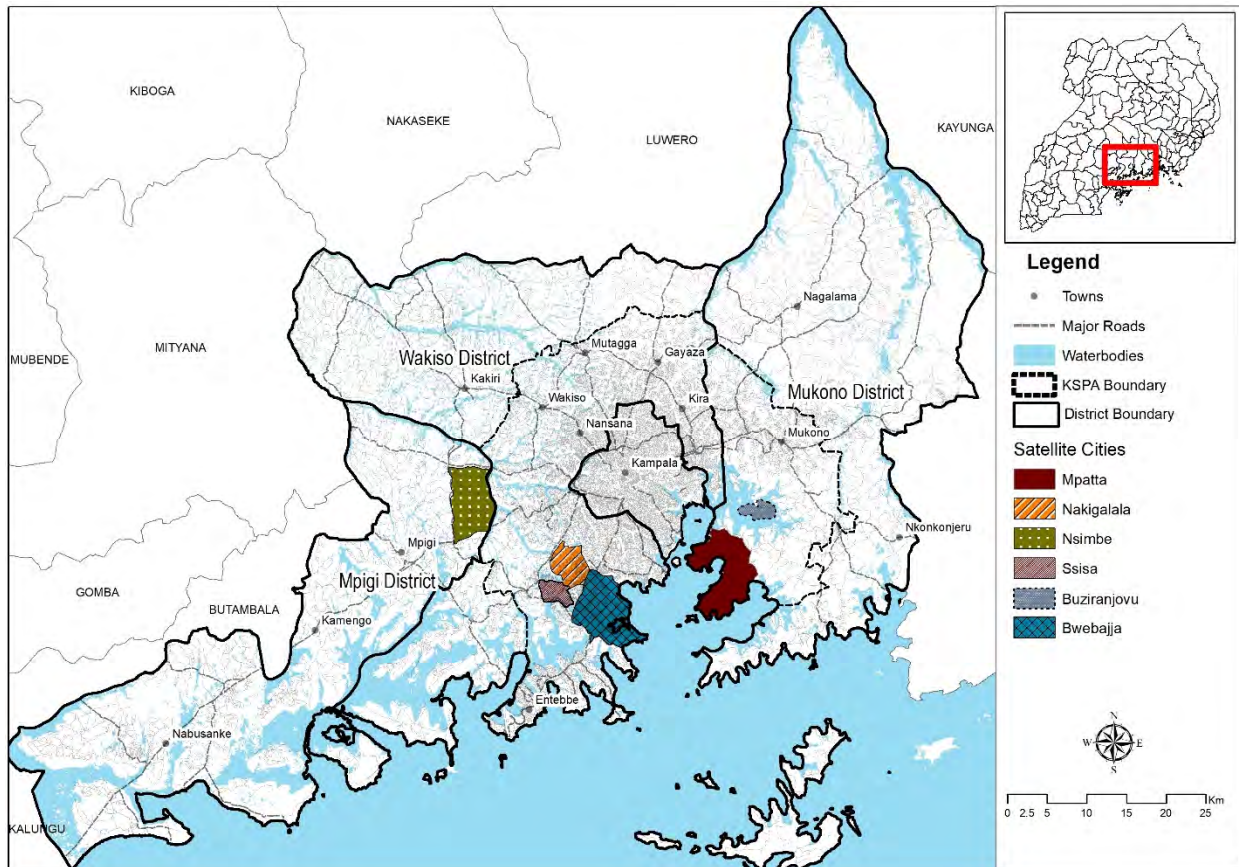 KIBOGA
NAKASEKE
LUWERO
KAYUNGA
MUBENDE
MITYANA
Nagalama
Wakiso District
Mutagga
Gayaza
Kakiri
Wakiso
Kira
Mukono District
Nansana
Mukono
Kampala
Nkonkonjeru
Mpigi
Mpigi District
GOMBA
BUTAMBALA
Kamengo
Entebbe
Nabusanke
KALUNGU
Legend
Towns
Major Roads
Waterbodies
KSPA Boundary
District Boundary
Satellite Cities
Mpatta
Nakigalala
Nsimbe
Ssisa
Buziranjovu
Bwebajja
N
W E
S
Km
0 2.5 5 10 15 20 25